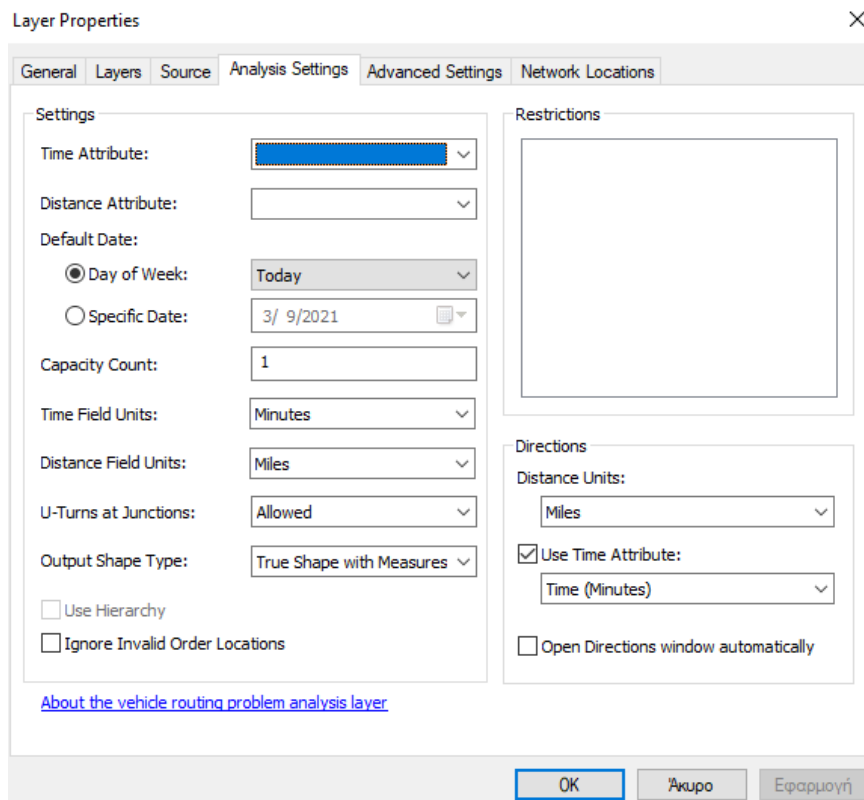 Layer Properties
General Layers Source Analysis Settings Advanced Settings Network Locations
Settings
Time Attribute:
Distance Attribute:
Default Date:
Day of Week: Today
Specific Date: 3/ 9/2021
Capacity Count: 1
Time Field Units: Minutes
Distance Field Units: Miles
U-Turns at Junctions: Allowed
Output Shape Type: True Shape with Measures
Use Hierarchy
Ignore Invalid Order Locations
About the vehicle routing problem analysis layer
Restrictions
Directions
Distance Units:
Miles
Use Time Attribute:
Time (Minutes)
Open Directions window automatically
OK Άκυρο Εφαρμογή